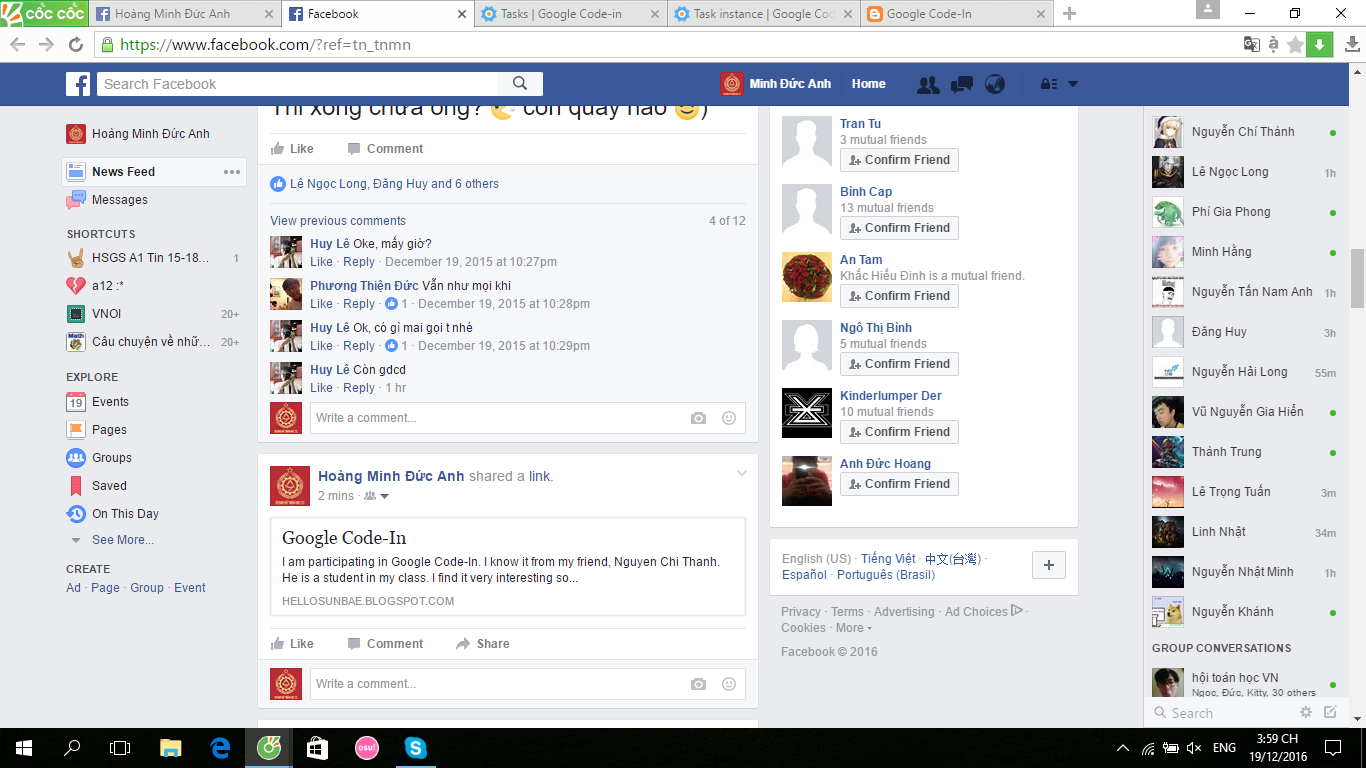 cốc cốc
Hoàng Minh Đức Anh
Facebook
Tasks | Google Code-in
Task instance | Google Cod
Google Code-In
https://www.facebook.com/?ref=tn_tnmn
Search Facebook
Minh Đức Anh
Home
Hoàng Minh Đức Anh
News Feed
Messages
SHORTCUTS
HSGS A1 Tin 15-18... 1
a12 :*
VNOI 20+
Câu chuyện về nhữ... 20+
EXPLORE
19 Events
Pages
Groups
Saved
On This Day
See More...
CREATE
Ad · Page · Group · Event
Thi xong chưa ông? còn quay nào )
Like Comment
Lê Ngọc Long, Đăng Huy and 6 others
View previous comments 4 of 12
Huy Lê Oke, mấy giờ?
Like · Reply · December 19, 2015 at 10:27pm
Phương Thiện Đức Vẫn như mọi khi
Like · Reply · 1 · December 19, 2015 at 10:28pm
Huy Lê Ok, có gì mai gọi t nhé
Like · Reply · 1 · December 19, 2015 at 10:29pm
Huy Lê Còn gdcd
Like · Reply · 1 hr
Write a comment...
Hoàng Minh Đức Anh shared a link.
2 mins ·
Google Code-In
I am participating in Google Code-In. I know it from my friend, Nguyen Chi Thanh.
He is a student in my class. I find it very interesting so...
HELLOSUNBAE.BLOGSPOT.COM
Like Comment Share
Write a comment...
Tran Tu
3 mutual friends
Confirm Friend
Bình Cap
13 mutual friends
Confirm Friend
An Tam
Khắc Hiếu Đinh is a mutual friend.
Confirm Friend
Ngô Thị Bình
5 mutual friends
Confirm Friend
Kinderlumper Der
10 mutual friends
Confirm Friend
Anh Đức Hoang
Confirm Friend
English (US) · Tiếng Việt · 中文(台灣) ·
Español · Português (Brasil)
Privacy · Terms · Advertising · Ad Choices ·
Cookies · More
Facebook © 2016
Nguyễn Chí Thành
Lê Ngọc Long 1h
Phí Gia Phong
Minh Hằng
Nguyễn Tấn Nam Anh 1h
Đăng Huy 3h
Nguyễn Hải Long 55m
Vũ Nguyễn Gia Hiển
Thành Trung
Lê Trọng Tuấn 3m
Linh Nhật 34m
Nguyễn Nhật Minh 1h
Nguyễn Khánh
GROUP CONVERSATIONS
hội toán học VN
Ngọc, Đức, Kitty, 30 others
Search
osu!
ENG
3:59 CH
19/12/2016